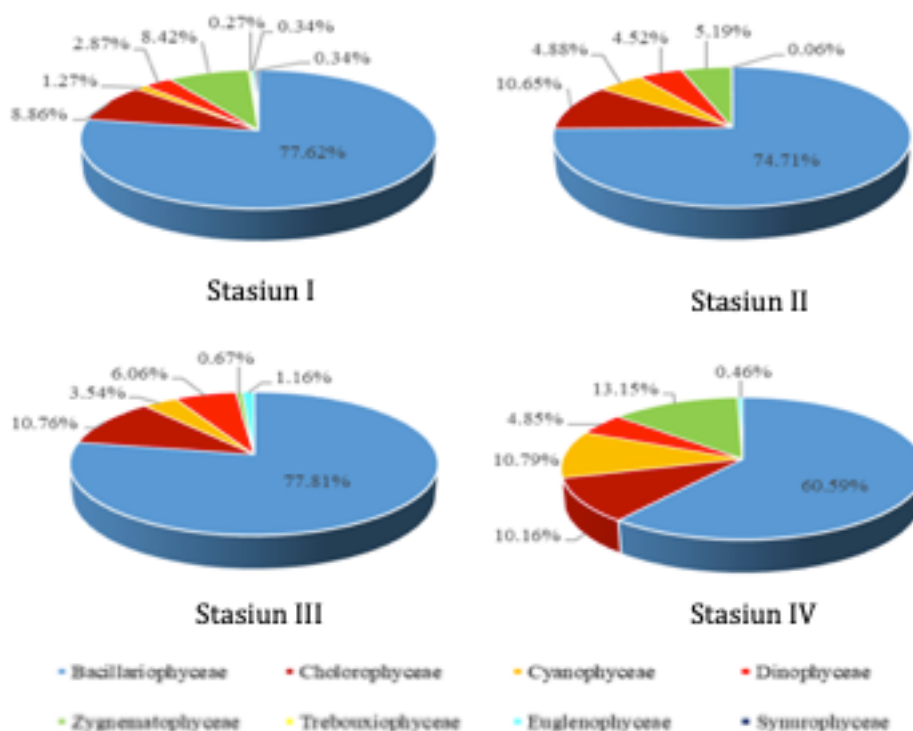 0.27% 0.34%
2.87% 8.42% 0.34%
1.27%
8.86%
77.62%
Stasiun I
4.88% 4.52% 5.19% 0.06%
10.65%
74.71%
Stasiun II
6.06% 0.67% 1.16%
3.54%
10.76%
77.81%
Stasiun III
13.15% 0.46%
4.85%
10.79%
60.59%
10.16%
Stasiun IV
Bacillariophyceae Cholorophyceae Cyanophyceae Dinophyceae
Zygnematophyceae Trebouxiophyceae Euglenophyceae Synurophyceae